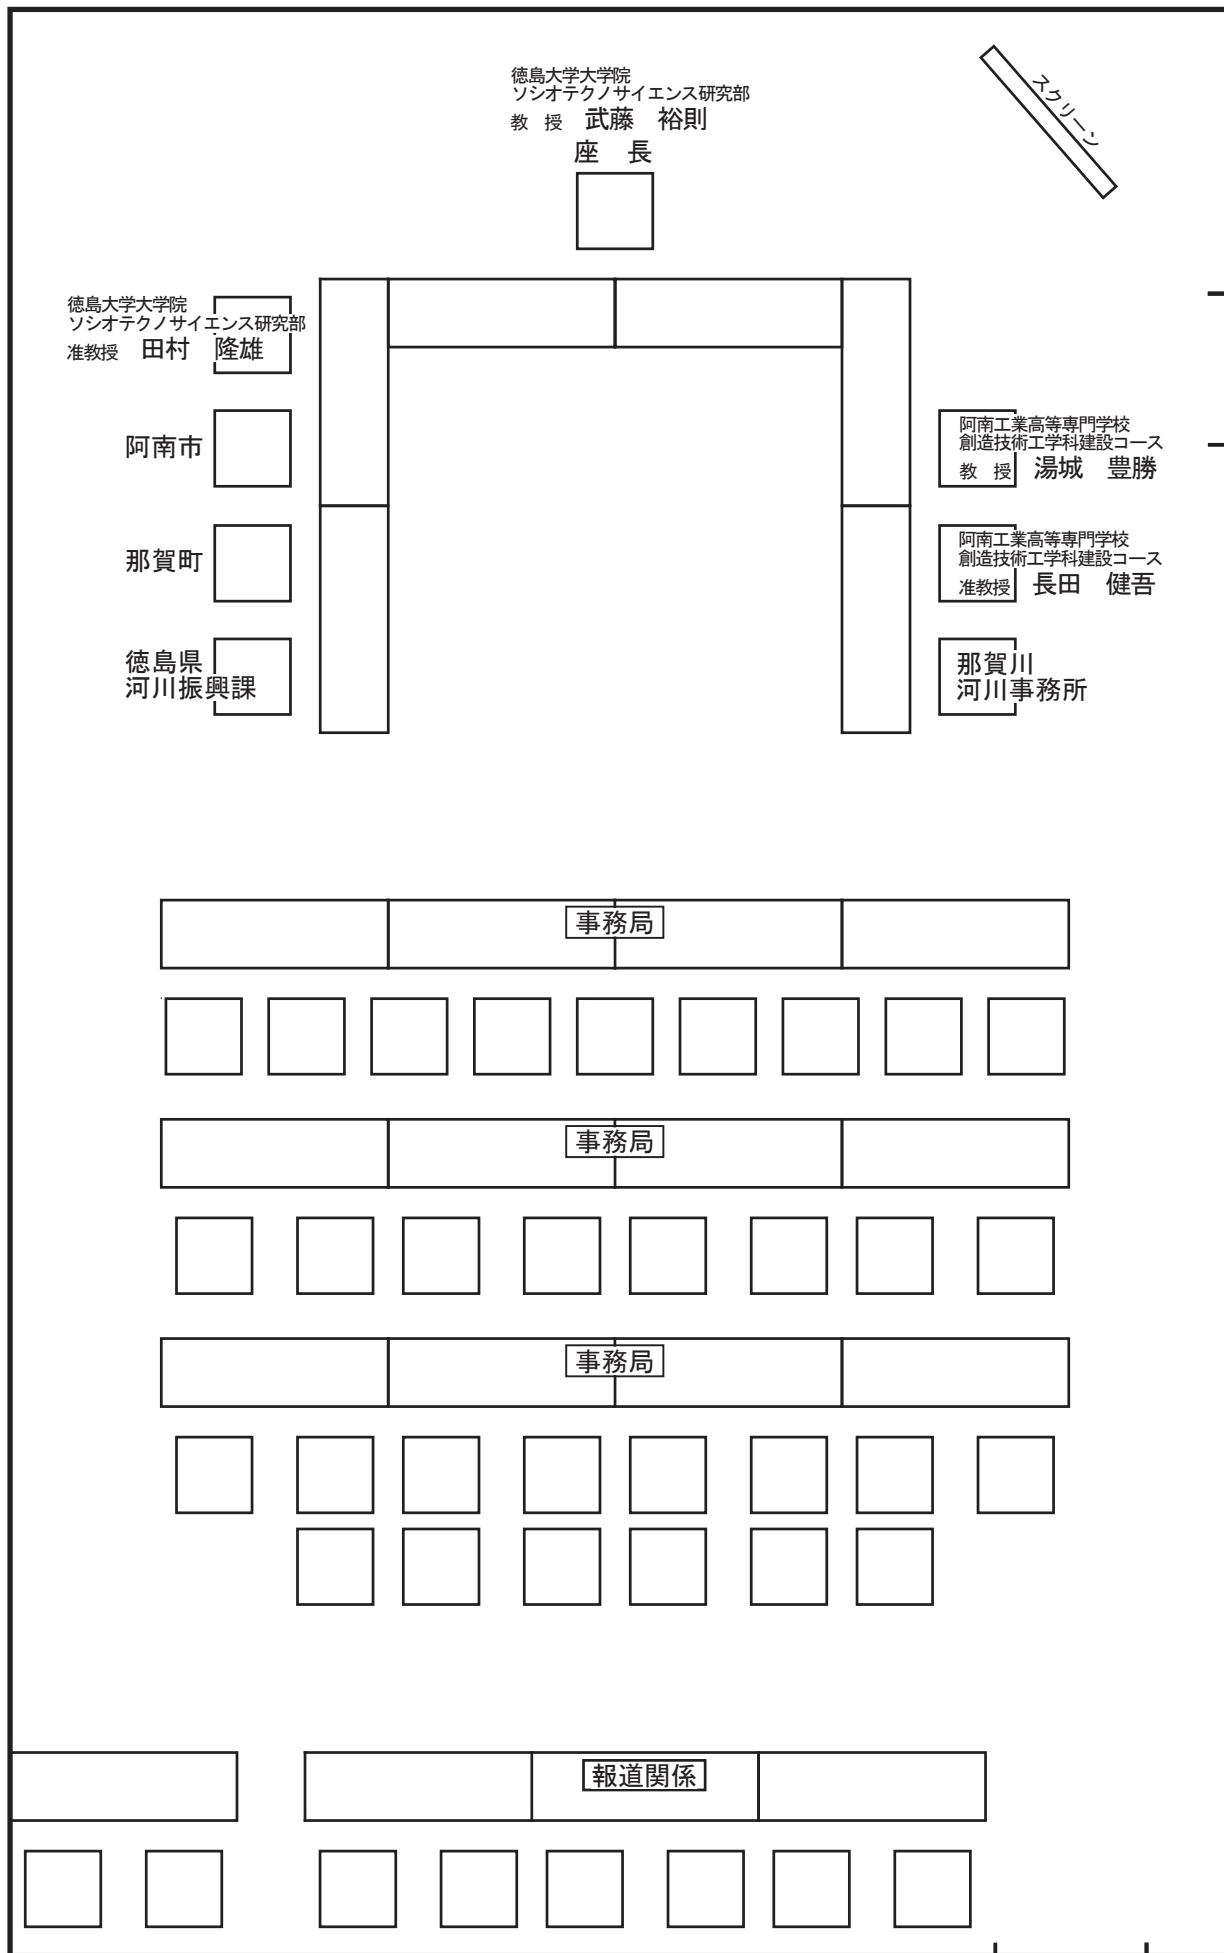 徳島大学大学院
ソシオテクノサイエンス研究部
教　授　武藤　裕則
座　長
スクリーン
徳島大学大学院
ソシオテクノサイエンス研究部
准教授　田村　隆雄
阿南市
那賀町
徳島県
河川振興課
阿南工業高等専門学校
創造技術工学科建設コース
教　授　湯城　豊勝
阿南工業高等専門学校
創造技術工学科建設コース
准教授　長田　健吾
那賀川
河川事務所
事務局
事務局
事務局
報道関係